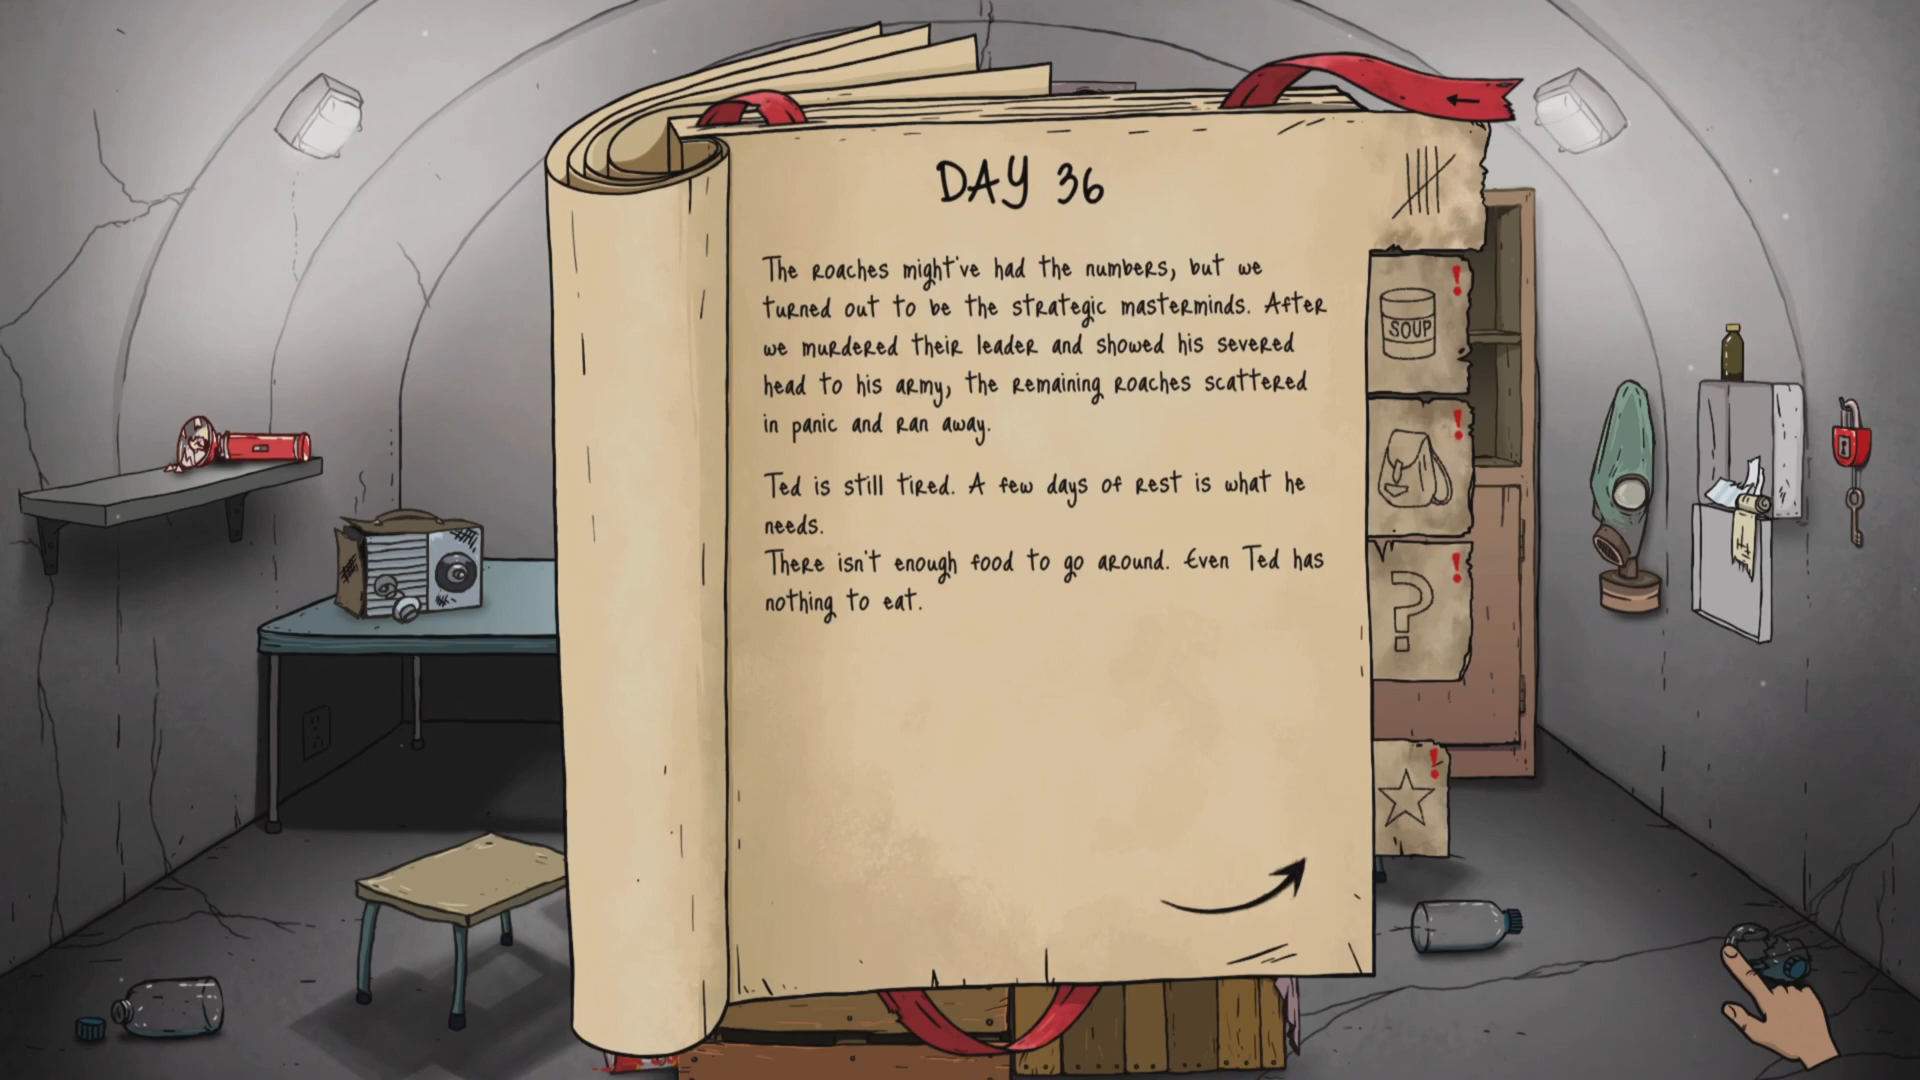 DAY 36
The roaches might've had the numbers, but we
turned out to be the strategic masterminds. After
we murdered their leader and showed his severed
head to his army, the remaining roaches scattered
in panic and ran away.
Ted is still tired. A few days of rest is what he
needs.
There isn't enough food to go around. Even Ted has
nothing to eat.
SOUP
!
!
?
!
!